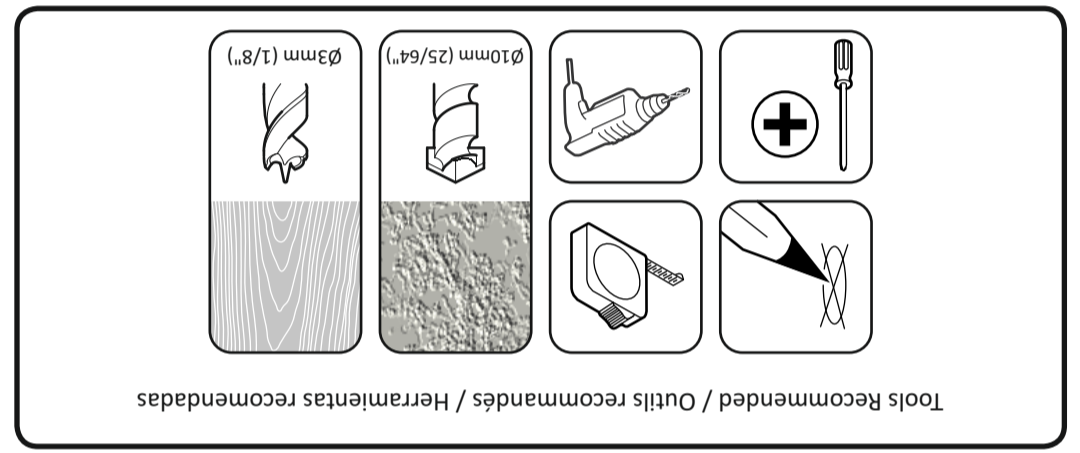 Tools Recommended / Outils recommandés / Herramientas recomendadas
Ø10mm (25/64")
Ø3mm (1/8")